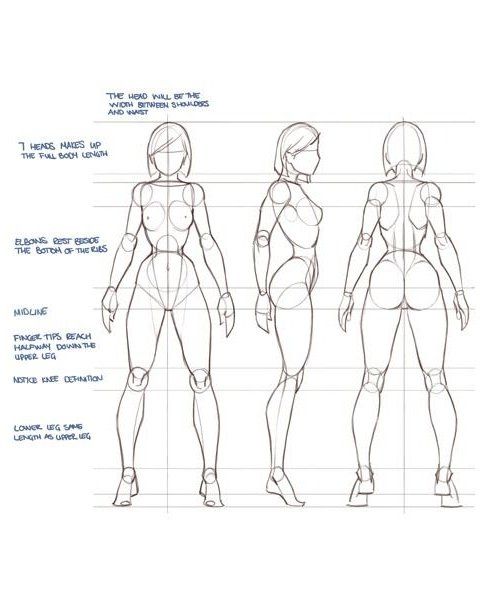 THE HEAD WILL BE THE
WIDTH BETWEEN SHOULDERS
AND WAIST
7 HEADS MAKES UP
THE FULL BODY LENGTH
ELBOWS REST BESIDE
THE BOTTOM OF THE RIBS
MIDLINE
FINGER TIPS REACH
HALFWAY DOWN THE
UPPER LEG
NOTICE KNEE DEFINITION
LOWER LEG SAME
LENGTH AS UPPER LEG